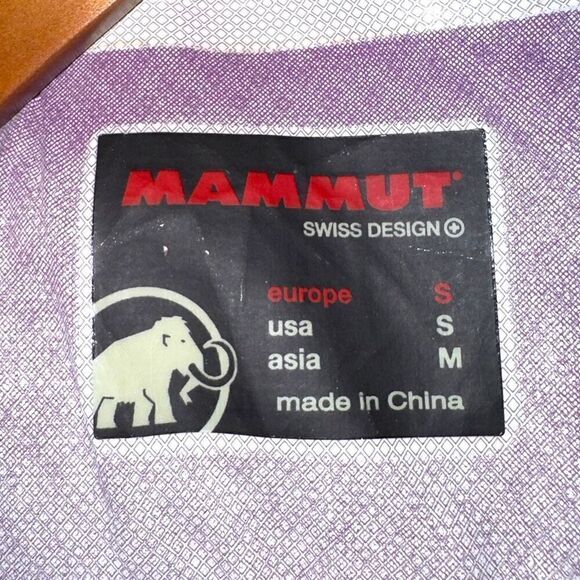 MAMMUT
SWISS DESIGN
europe S
usa S
asia M
made in China